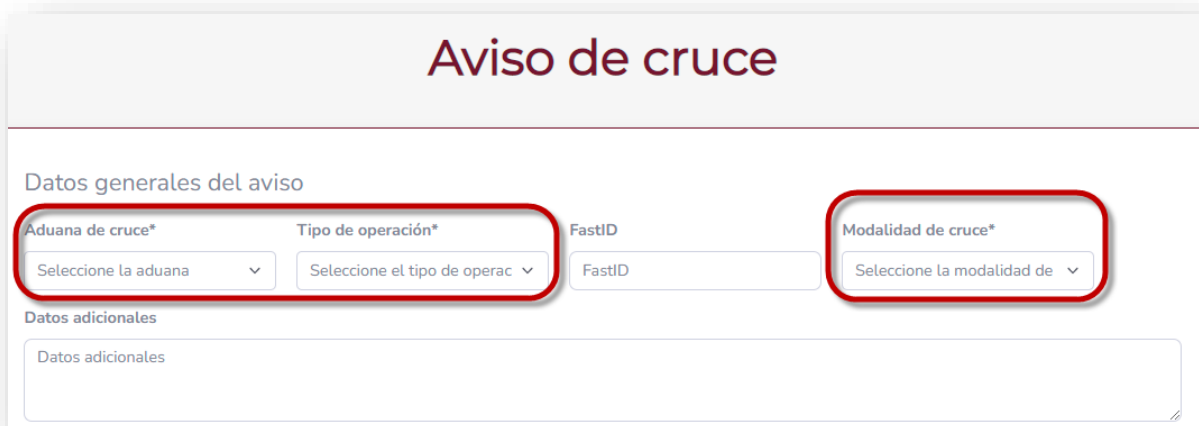 Aviso de cruce
Datos generales del aviso
Aduana de cruce* Tipo de operación* FastID Modalidad de cruce*
Seleccione la aduana Seleccione el tipo de operac FastID Seleccione la modalidad de
Datos adicionales
Datos adicionales